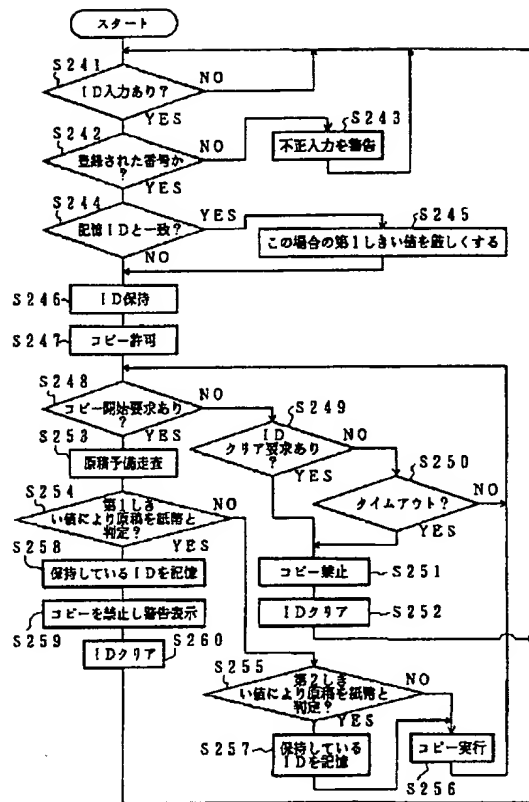 スタート
S241
ID入力あり?
NO
YES
S242
登録された番号か
?
NO
YES
S243
不正入力を警告
S244
記憶IDと一致?
YES
NO
S245
この場合の第1しきい値を厳しくする
S246
ID保持
S247
コピー許可
S248
コピー開始要求あり
?
NO
YES
S249
ID
クリア要求あり
?
NO
YES
S250
タイムアウト?
NO
YES
S253
原稿予備走査
S254
第1しき
い値により原稿を紙幣と
判定?
NO
YES
S251
コピー禁止
S252
IDクリア
S258
保持しているIDを記憶
S259
コピーを禁止し警告表示
S260
IDクリア
S255
第2しき
い値により原稿を紙幣と
判定?
NO
YES
S257
保持している
IDを記憶
コピー実行
S256